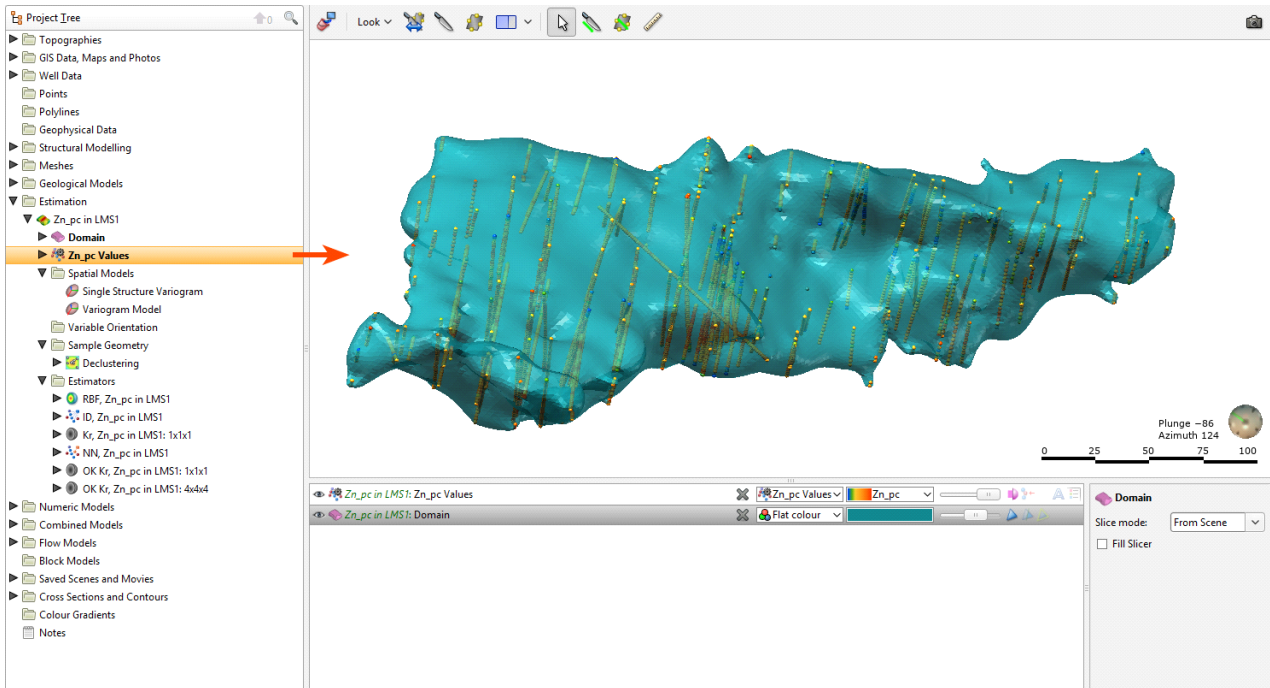 Project Tree
0
Topographies
GIS Data, Maps and Photos
Well Data
Points
Polylines
Geophysical Data
Structural Modelling
Meshes
Geological Models
Estimation
Zn_pc in LMS1
Domain
Zn_pc Values
Spatial Models
Single Structure Variogram
Variogram Model
Variable Orientation
Sample Geometry
Declustering
Estimators
RBF, Zn_pc in LMS1
ID, Zn_pc in LMS1
Kr, Zn_pc in LMS1: 1x1x1
NN, Zn_pc in LMS1
OK Kr, Zn_pc in LMS1: 1x1x1
OK Kr, Zn_pc in LMS1: 4x4x4
Numeric Models
Combined Models
Flow Models
Block Models
Saved Scenes and Movies
Cross Sections and Contours
Colour Gradients
Notes
Look
Plunge −86
Azimuth 124
0 25 50 75 100
Zn_pc in LMS1: Zn_pc Values Zn_pc Values Zn_pc
Zn_pc in LMS1: Domain Flat colour
Domain
Slice mode: From Scene
Fill Slicer